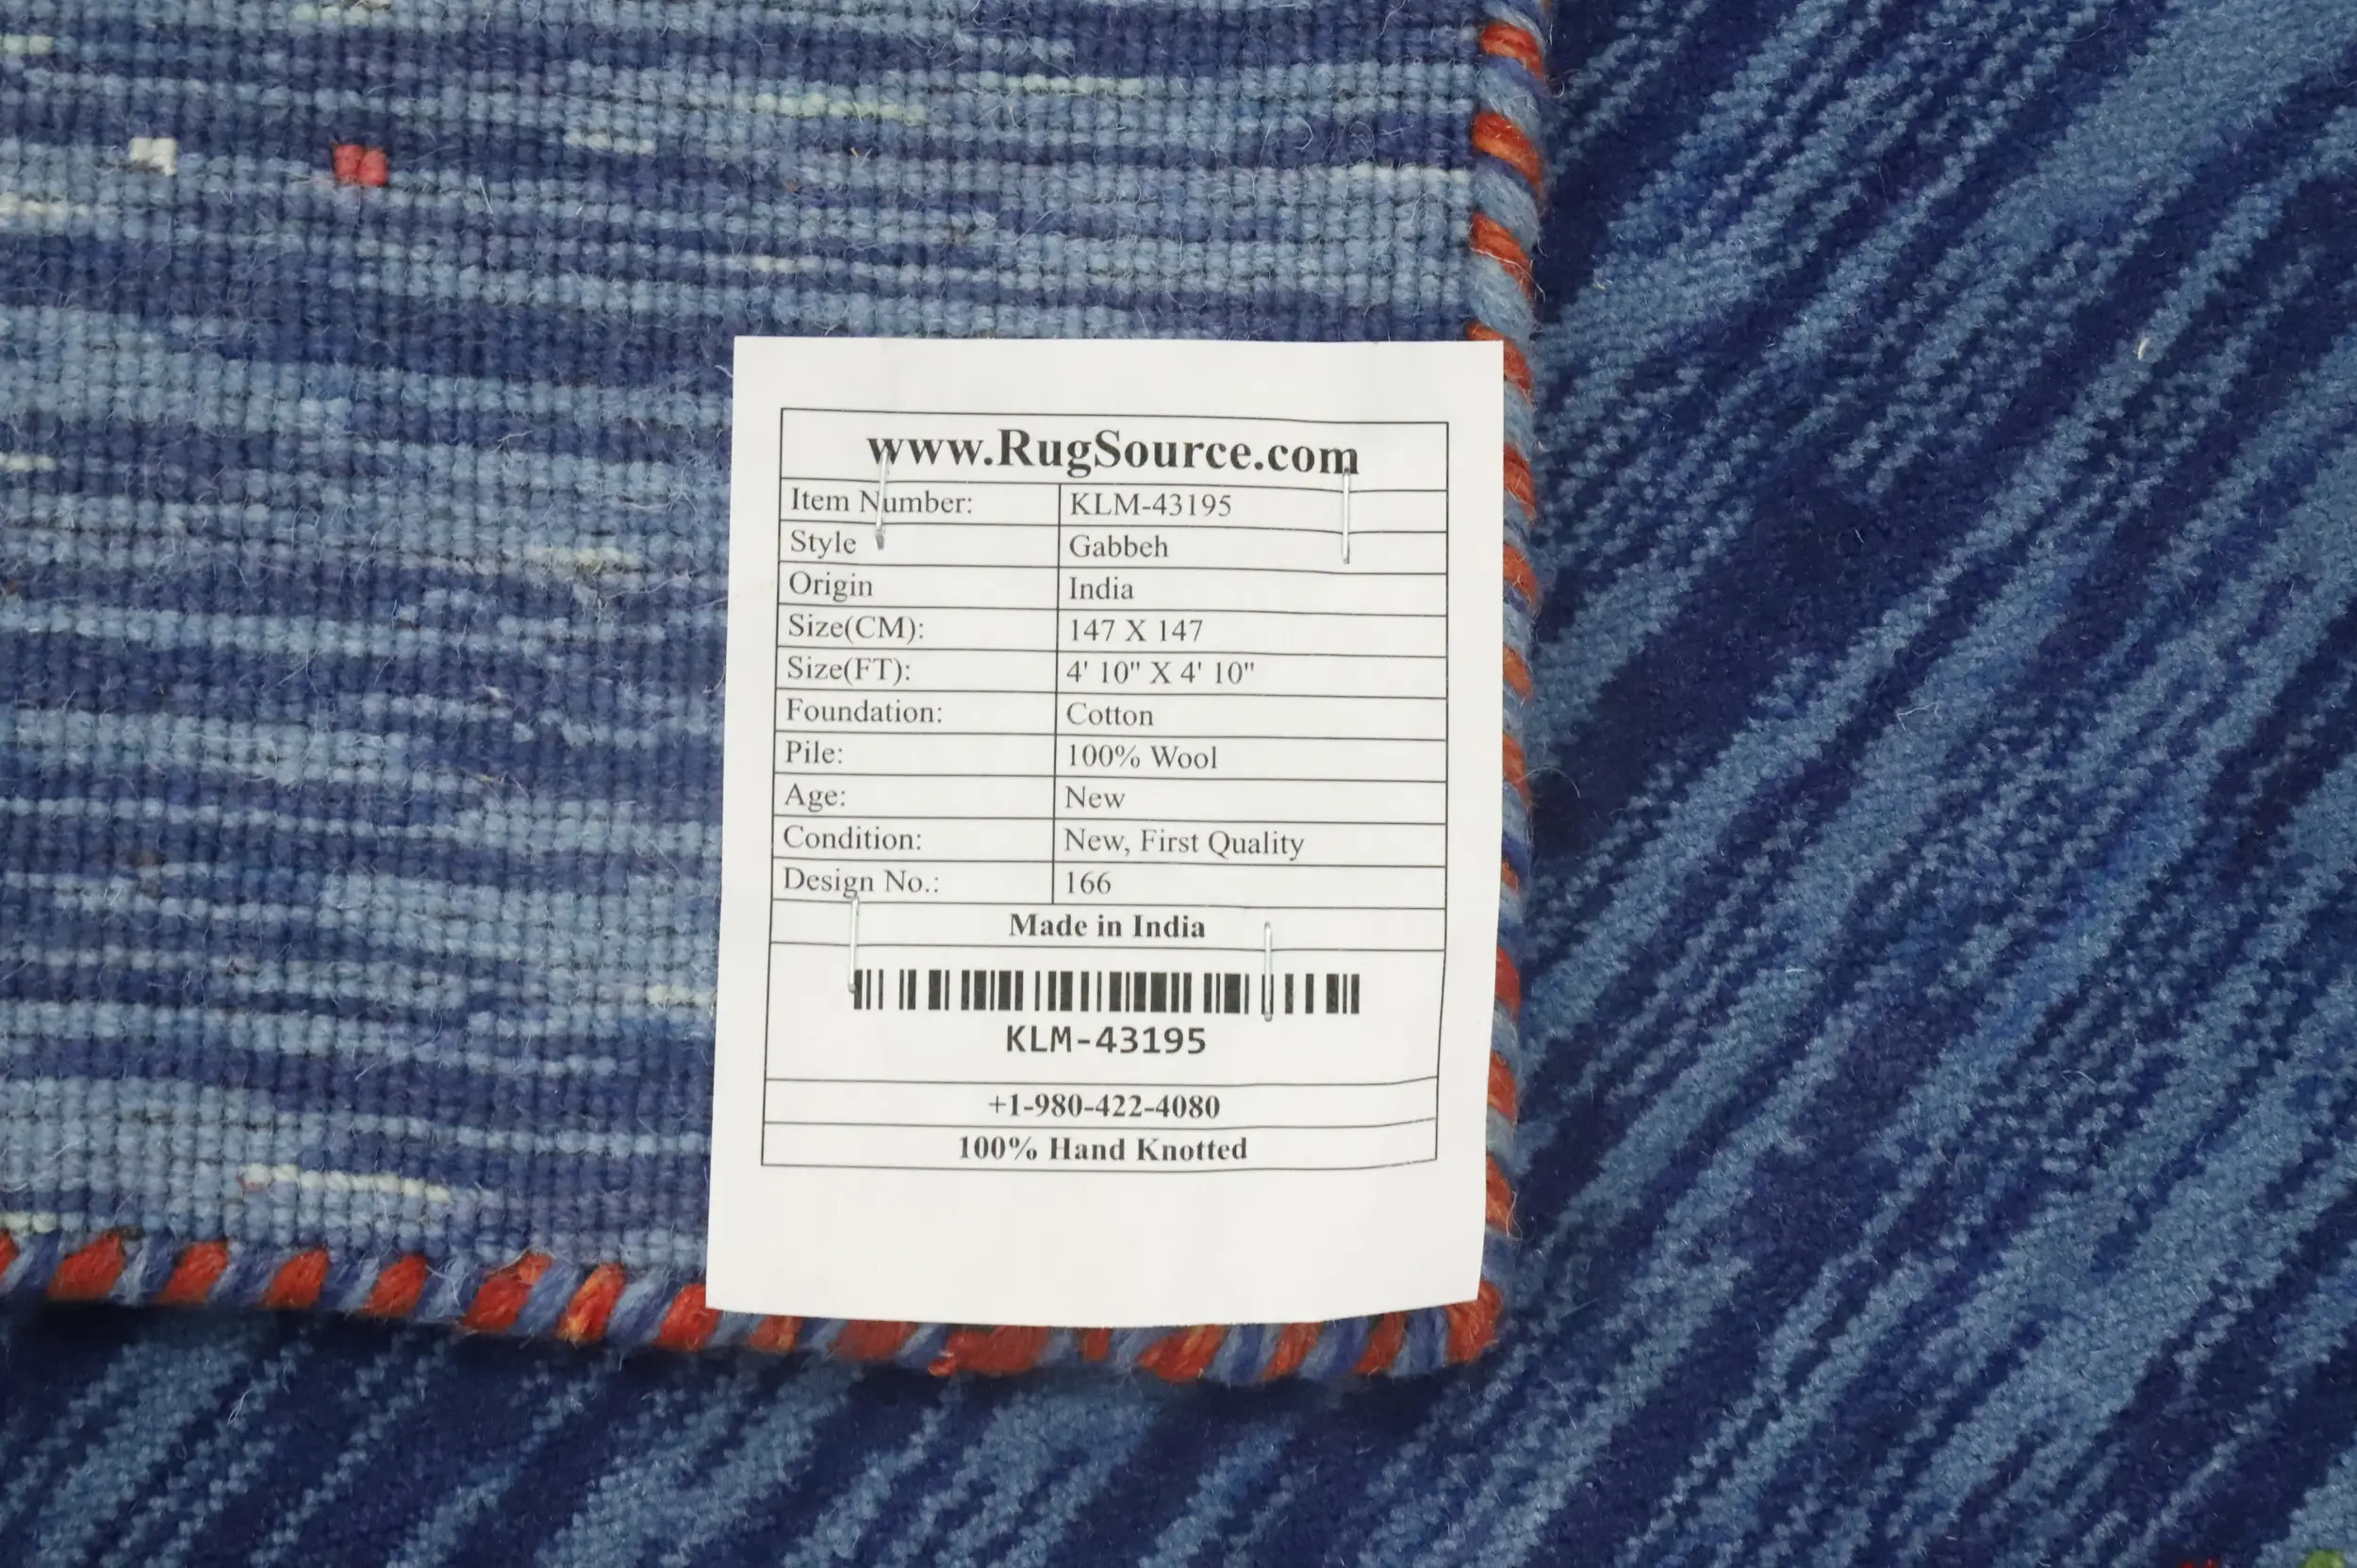 www.RugSource.com
Item Number: KLM-43195
Style Gabbeh
Origin India
Size(CM): 147 X 147
Size(FT): 4' 10" X 4' 10"
Foundation: Cotton
Pile: 100% Wool
Age: New
Condition: New, First Quality
Design No.: 166
Made in India
KLM-43195
+1-980-422-4080
100% Hand Knotted